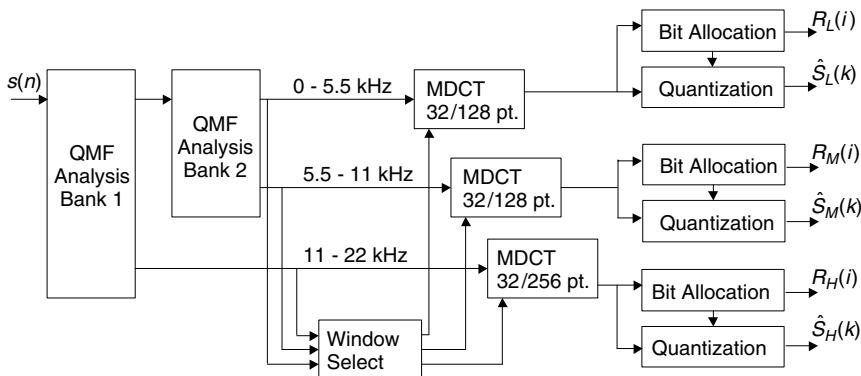 s(n)
QMF
Analysis
Bank 1
QMF
Analysis
Bank 2
0 - 5.5 kHz
5.5 - 11 kHz
11 - 22 kHz
MDCT
32/128 pt.
MDCT
32/128 pt.
MDCT
32/256 pt.
Window
Select
Bit Allocation
R_L(i)
Quantization
Ŝ_L(k)
Bit Allocation
R_M(i)
Quantization
Ŝ_M(k)
Bit Allocation
R_H(i)
Quantization
Ŝ_H(k)